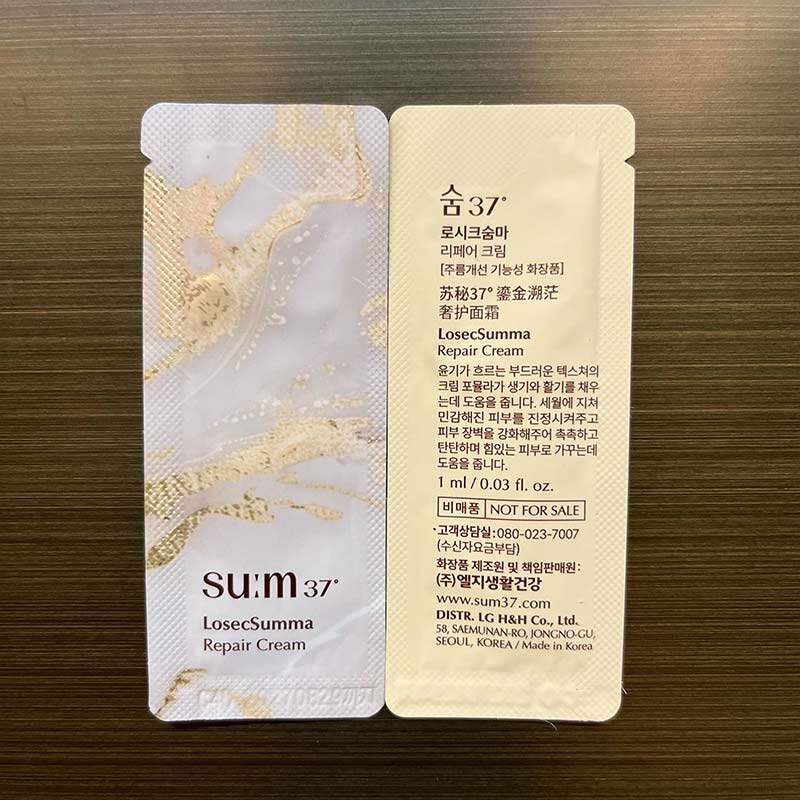 su:m 37°
LosecSumma
Repair Cream
숨 37°
로시크숨마
리페어 크림
[주름개선 기능성 화장품]
苏秘37° 鎏金溯茫
奢护面霜
LosecSumma
Repair Cream
윤기가 흐르는 부드러운 텍스쳐의
크림 포뮬라가 생기와 활기를 채우
는데 도움을 줍니다. 세월에 지쳐
민감해진 피부를 진정시켜주고
피부 장벽을 강화해주어 촉촉하고
탄탄하며 힘있는 피부로 가꾸는데
도움을 줍니다.
1 ml / 0.03 fl. oz.
비매품 NOT FOR SALE
•고객상담실:080-023-7007
(수신자요금부담)
화장품 제조원 및 책임판매원:
(주)엘지생활건강
www.sum37.com
DISTR. LG H&H Co., Ltd.
58, SAEMUNAN-RO, JONGNO-GU,
SEOUL, KOREA / Made in Korea